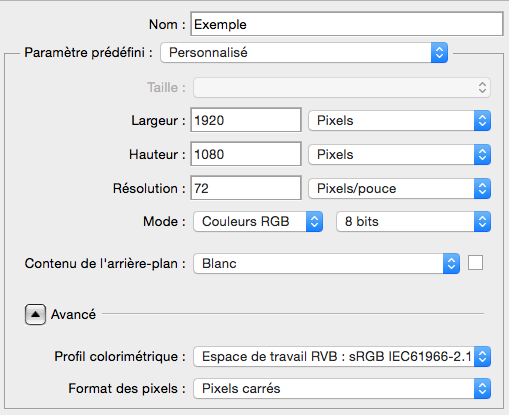 Nom : Exemple
Paramètre prédéfini : Personnalisé
Taille :
Largeur : 1920 Pixels
Hauteur : 1080 Pixels
Résolution : 72 Pixels/pouce
Mode : Couleurs RGB 8 bits
Contenu de l'arrière-plan : Blanc
Avancé
Profil colorimétrique : Espace de travail RVB : sRGB IEC61966-2.1
Format des pixels : Pixels carrés